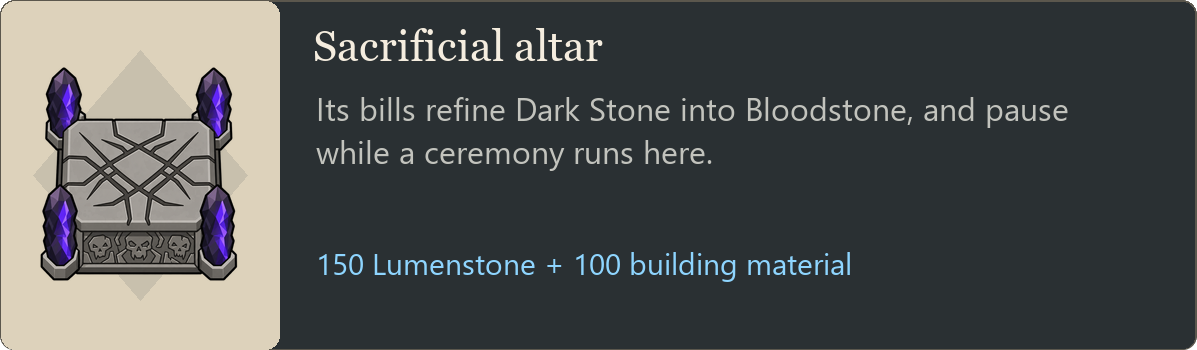 Sacrificial altar
Its bills refine Dark Stone into Bloodstone, and pause
while a ceremony runs here.
150 Lumenstone + 100 building material